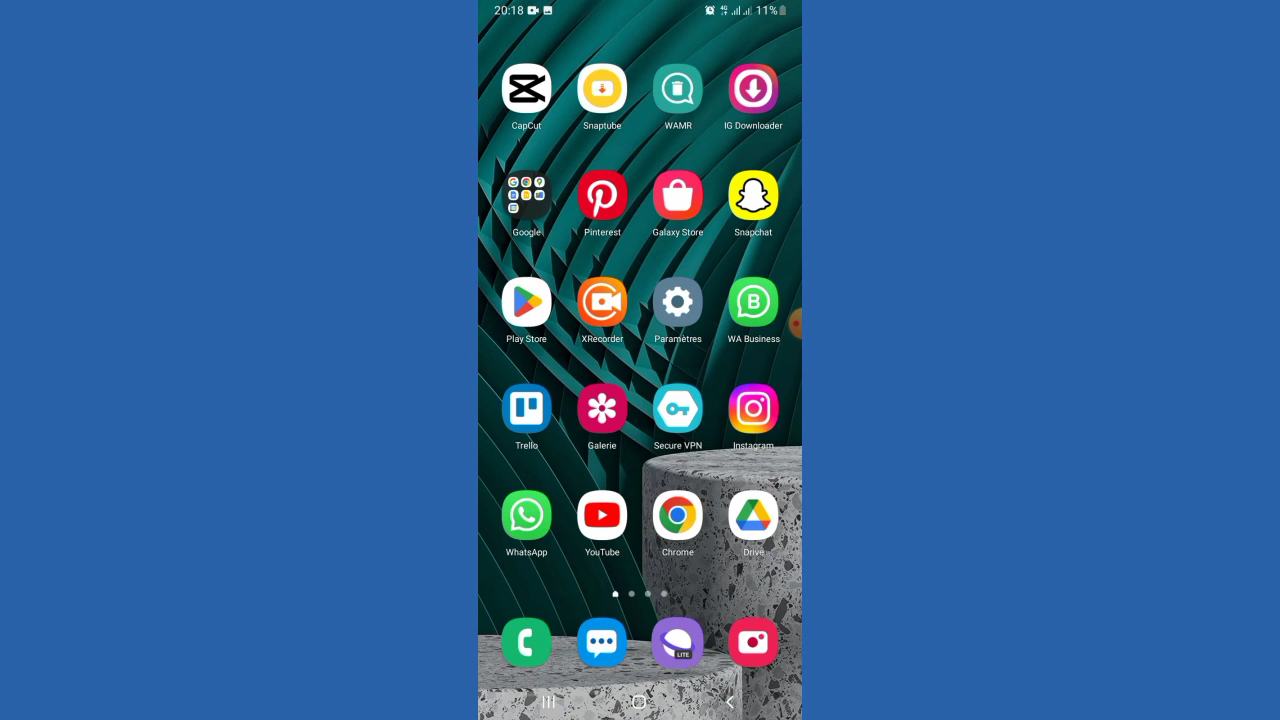 20:18 4G 11%
CapCut Snaptube WAMR IG Downloader
Google Pinterest Galaxy Store Snapchat
Play Store XRecorder Paramètres WA Business
B
Trello Galerie Secure VPN Instagram
WhatsApp YouTube Chrome Drive
LITE